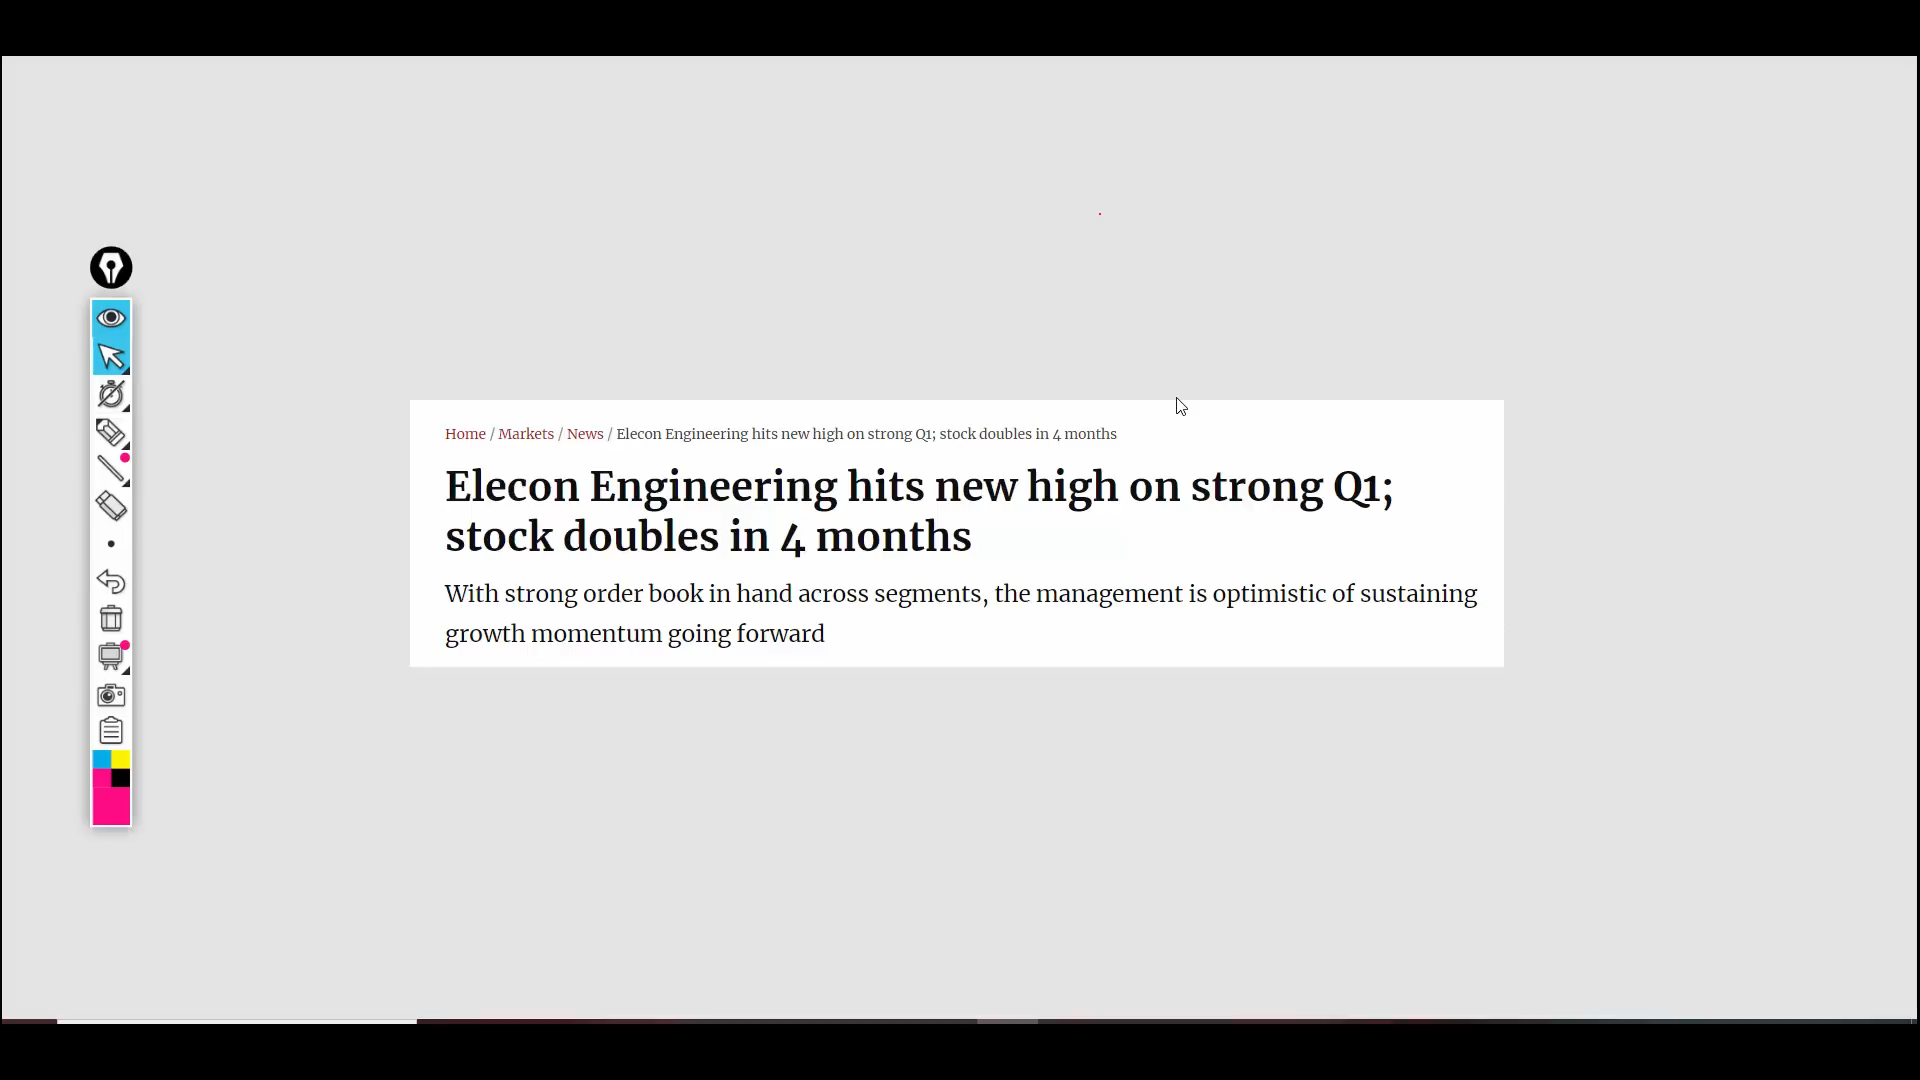 Home / Markets / News / Elecon Engineering hits new high on strong Q1; stock doubles in 4 months
Elecon Engineering hits new high on strong Q1;
stock doubles in 4 months
With strong order book in hand across segments, the management is optimistic of sustaining
growth momentum going forward